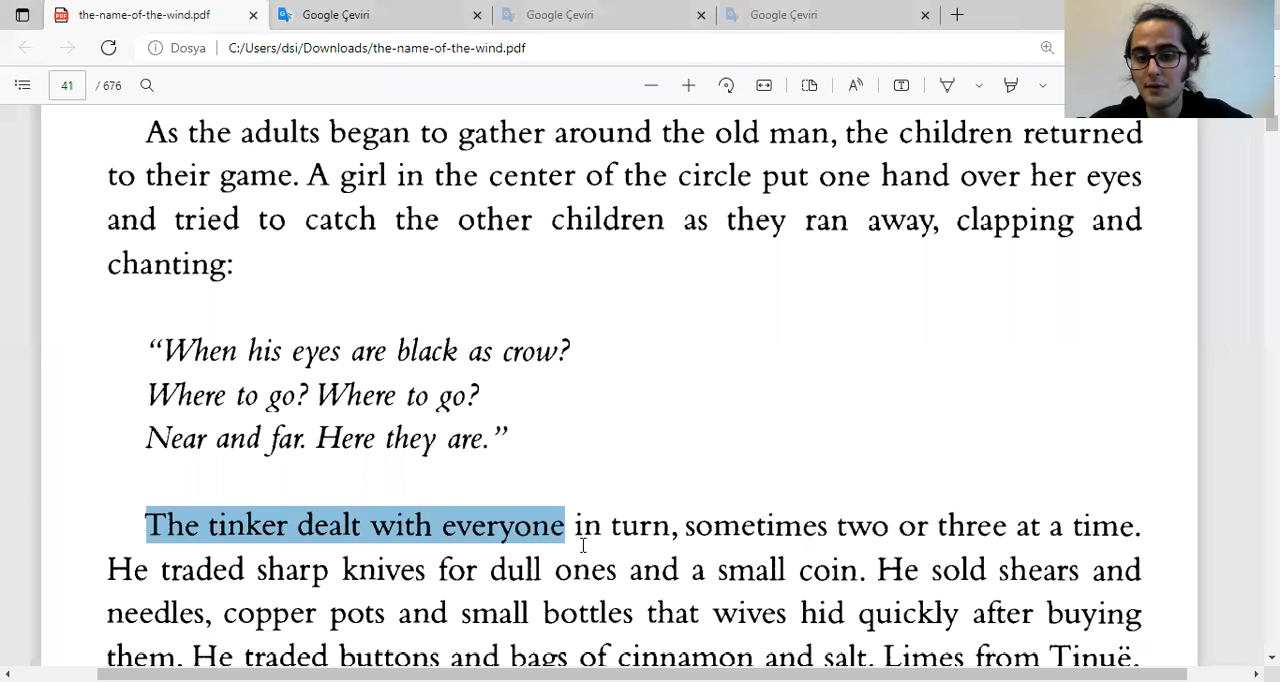 the-name-of-the-wind.pdf
Google Çeviri
Google Çeviri
Google Çeviri
Dosya
C:/Users/dsi/Downloads/the-name-of-the-wind.pdf
41 / 676
As the adults began to gather around the old man, the children returned
to their game. A girl in the center of the circle put one hand over her eyes
and tried to catch the other children as they ran away, clapping and
chanting:
“When his eyes are black as crow?
Where to go? Where to go?
Near and far. Here they are.”
The tinker dealt with everyone in turn, sometimes two or three at a time.
He traded sharp knives for dull ones and a small coin. He sold shears and
needles, copper pots and small bottles that wives hid quickly after buying
them. He traded buttons and bags of cinnamon and salt. Limes from Tinuë,